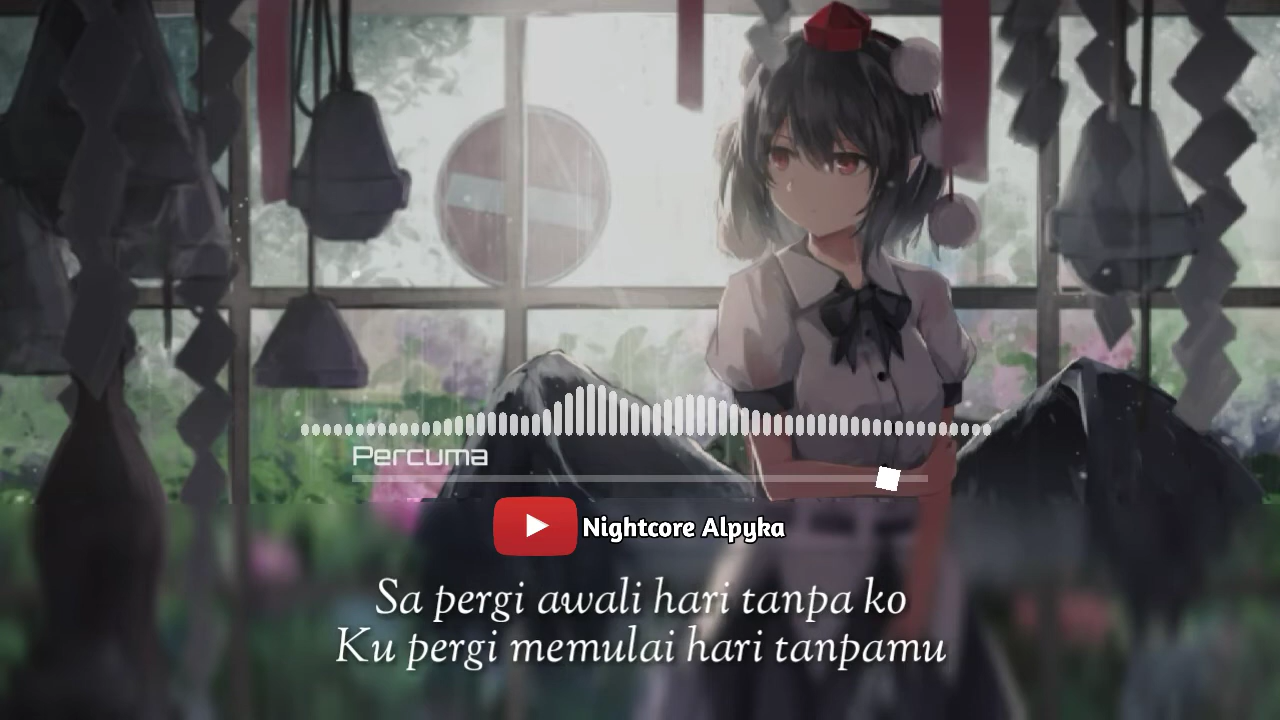 Percuma
Nightcore Alpyka
Sa pergi awali hari tanpa ko
Ku pergi memulai hari tanpamu